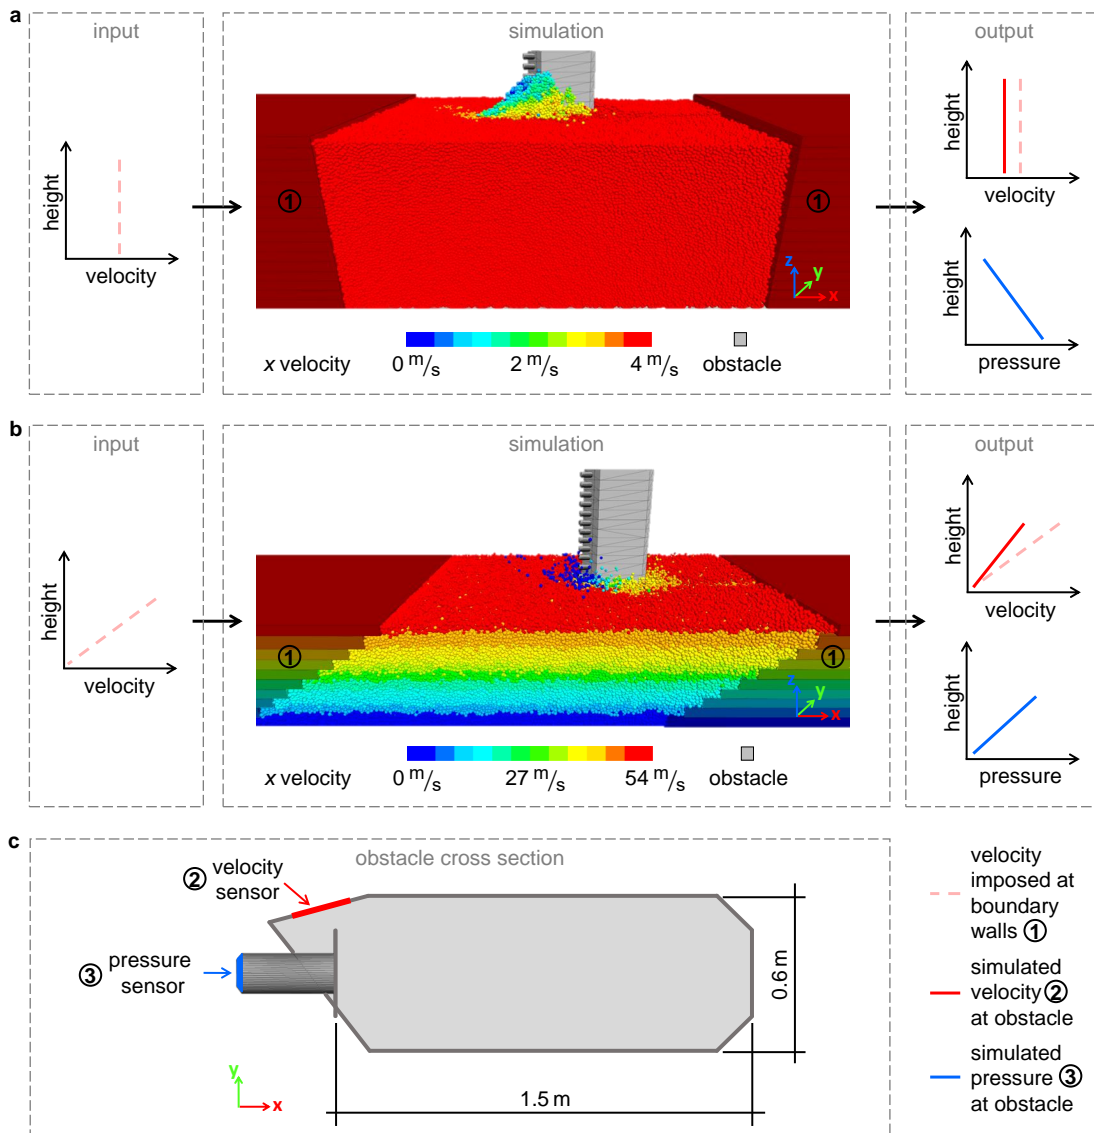 a
input
simulation
output
height
velocity
①
①
z
y
x
x velocity
0 m/s
2 m/s
4 m/s
obstacle
height
velocity
height
pressure
b
input
simulation
output
height
velocity
①
①
z
y
x
x velocity
0 m/s
27 m/s
54 m/s
obstacle
height
velocity
height
pressure
c
obstacle cross section
② velocity
sensor
③ pressure
sensor
0.6 m
1.5 m
y
x
velocity
imposed at
boundary
walls ①
simulated
velocity ②
at obstacle
simulated
pressure ③
at obstacle